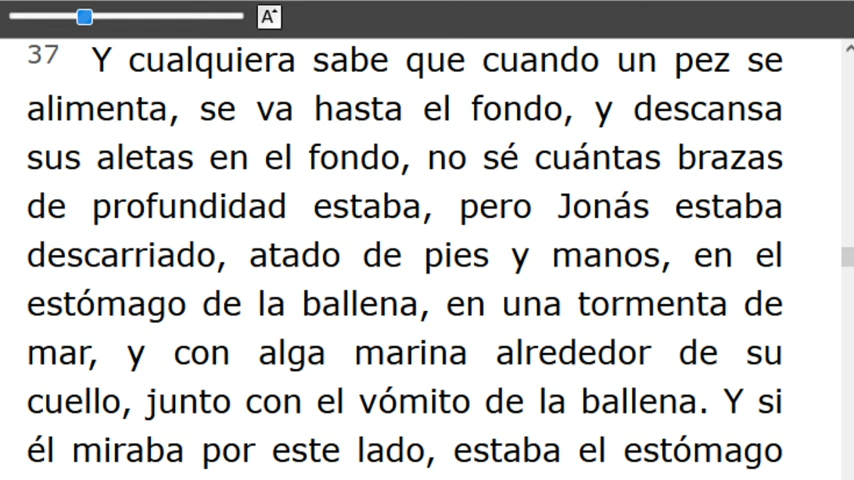 A
37 Y cualquiera sabe que cuando un pez se
alimenta, se va hasta el fondo, y descansa
sus aletas en el fondo, no sé cuántas brazas
de profundidad estaba, pero Jonás estaba
descarriado, atado de pies y manos, en el
estómago de la ballena, en una tormenta de
mar, y con alga marina alrededor de su
cuello, junto con el vómito de la ballena. Y si
él miraba por este lado, estaba el estómago